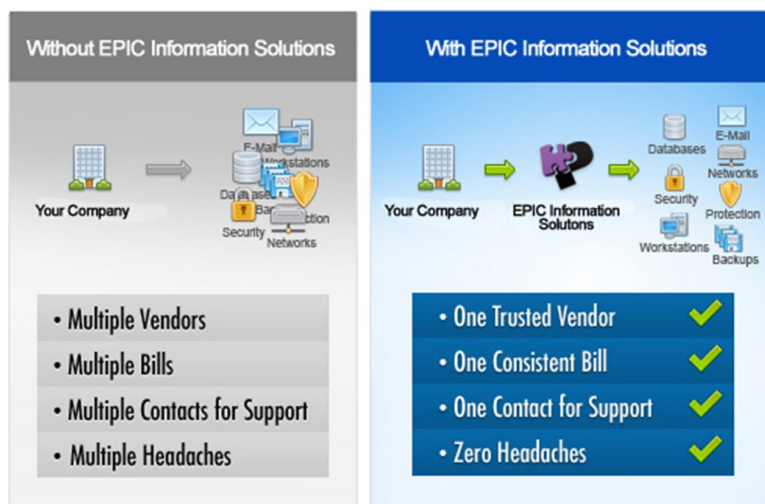 Without EPIC Information Solutions
E-Mail
Workstations
Your Company
Security
Networks
• Multiple Vendors
• Multiple Bills
• Multiple Contacts for Support
• Multiple Headaches
With EPIC Information Solutions
E-Mail
Databases
Networks
Security
Your Company
EPIC Information
Solutons
Protection
Workstations
Backups
• One Trusted Vendor
• One Consistent Bill
• One Contact for Support
• Zero Headaches